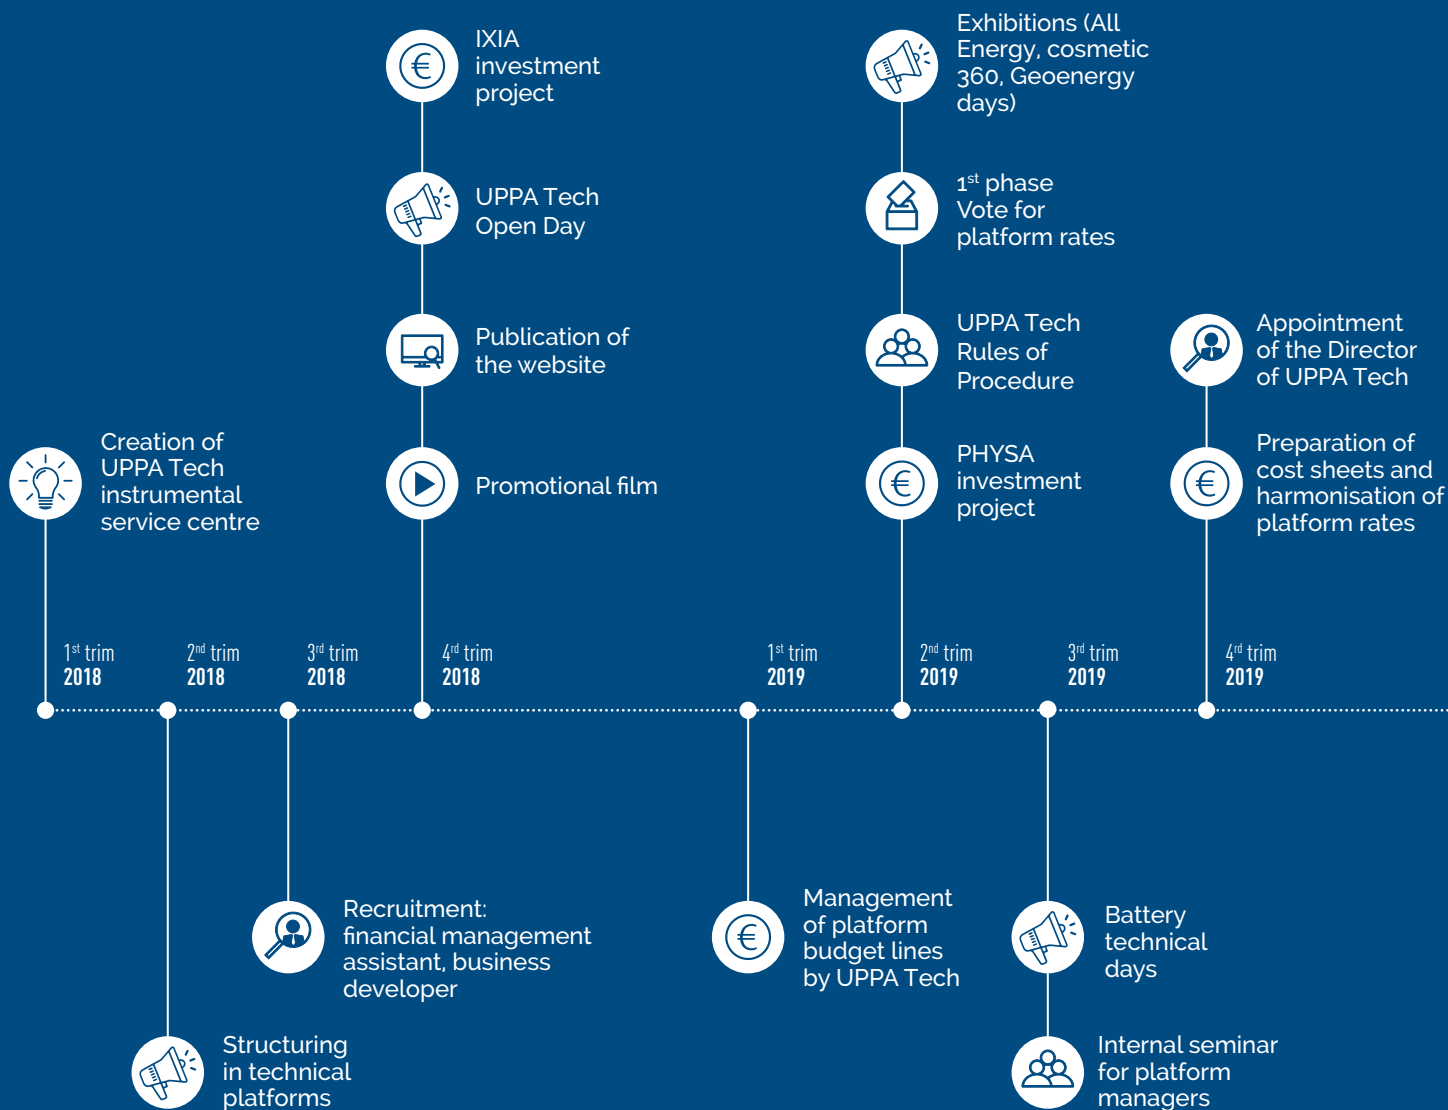 IXIA
investment
project
UPPA Tech
Open Day
Publication of
the website
Promotional film
Exhibitions (All
Energy, cosmetic
360, Geoenergy
days)
1st phase
Vote for
platform rates
UPPA Tech
Rules of
Procedure
PHYSA
investment
project
Appointment
of the Director
of UPPA Tech
Preparation of
cost sheets and
harmonisation of
platform rates
Creation of
UPPA Tech
instrumental
service centre
1st trim
2018
2nd trim
2018
3rd trim
2018
4rd trim
2018
1st trim
2019
2nd trim
2019
3rd trim
2019
4rd trim
2019
Recruitment:
financial management
assistant, business
developer
Structuring
in technical
platforms
Management
of platform
budget lines
by UPPA Tech
Battery
technical
days
Internal seminar
for platform
managers